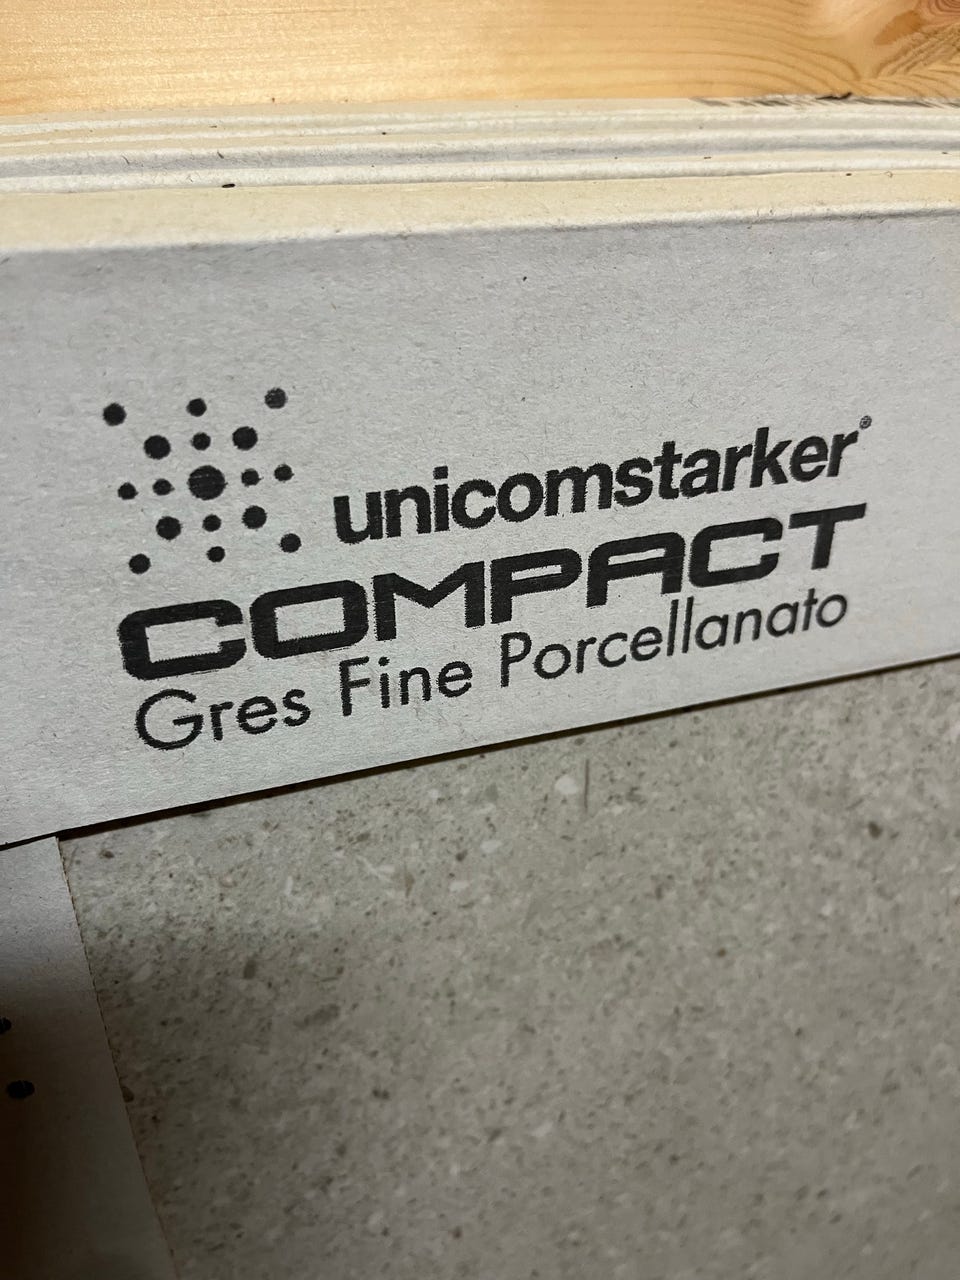 unicomstarker®
COMPACT
Gres Fine Porcellanato